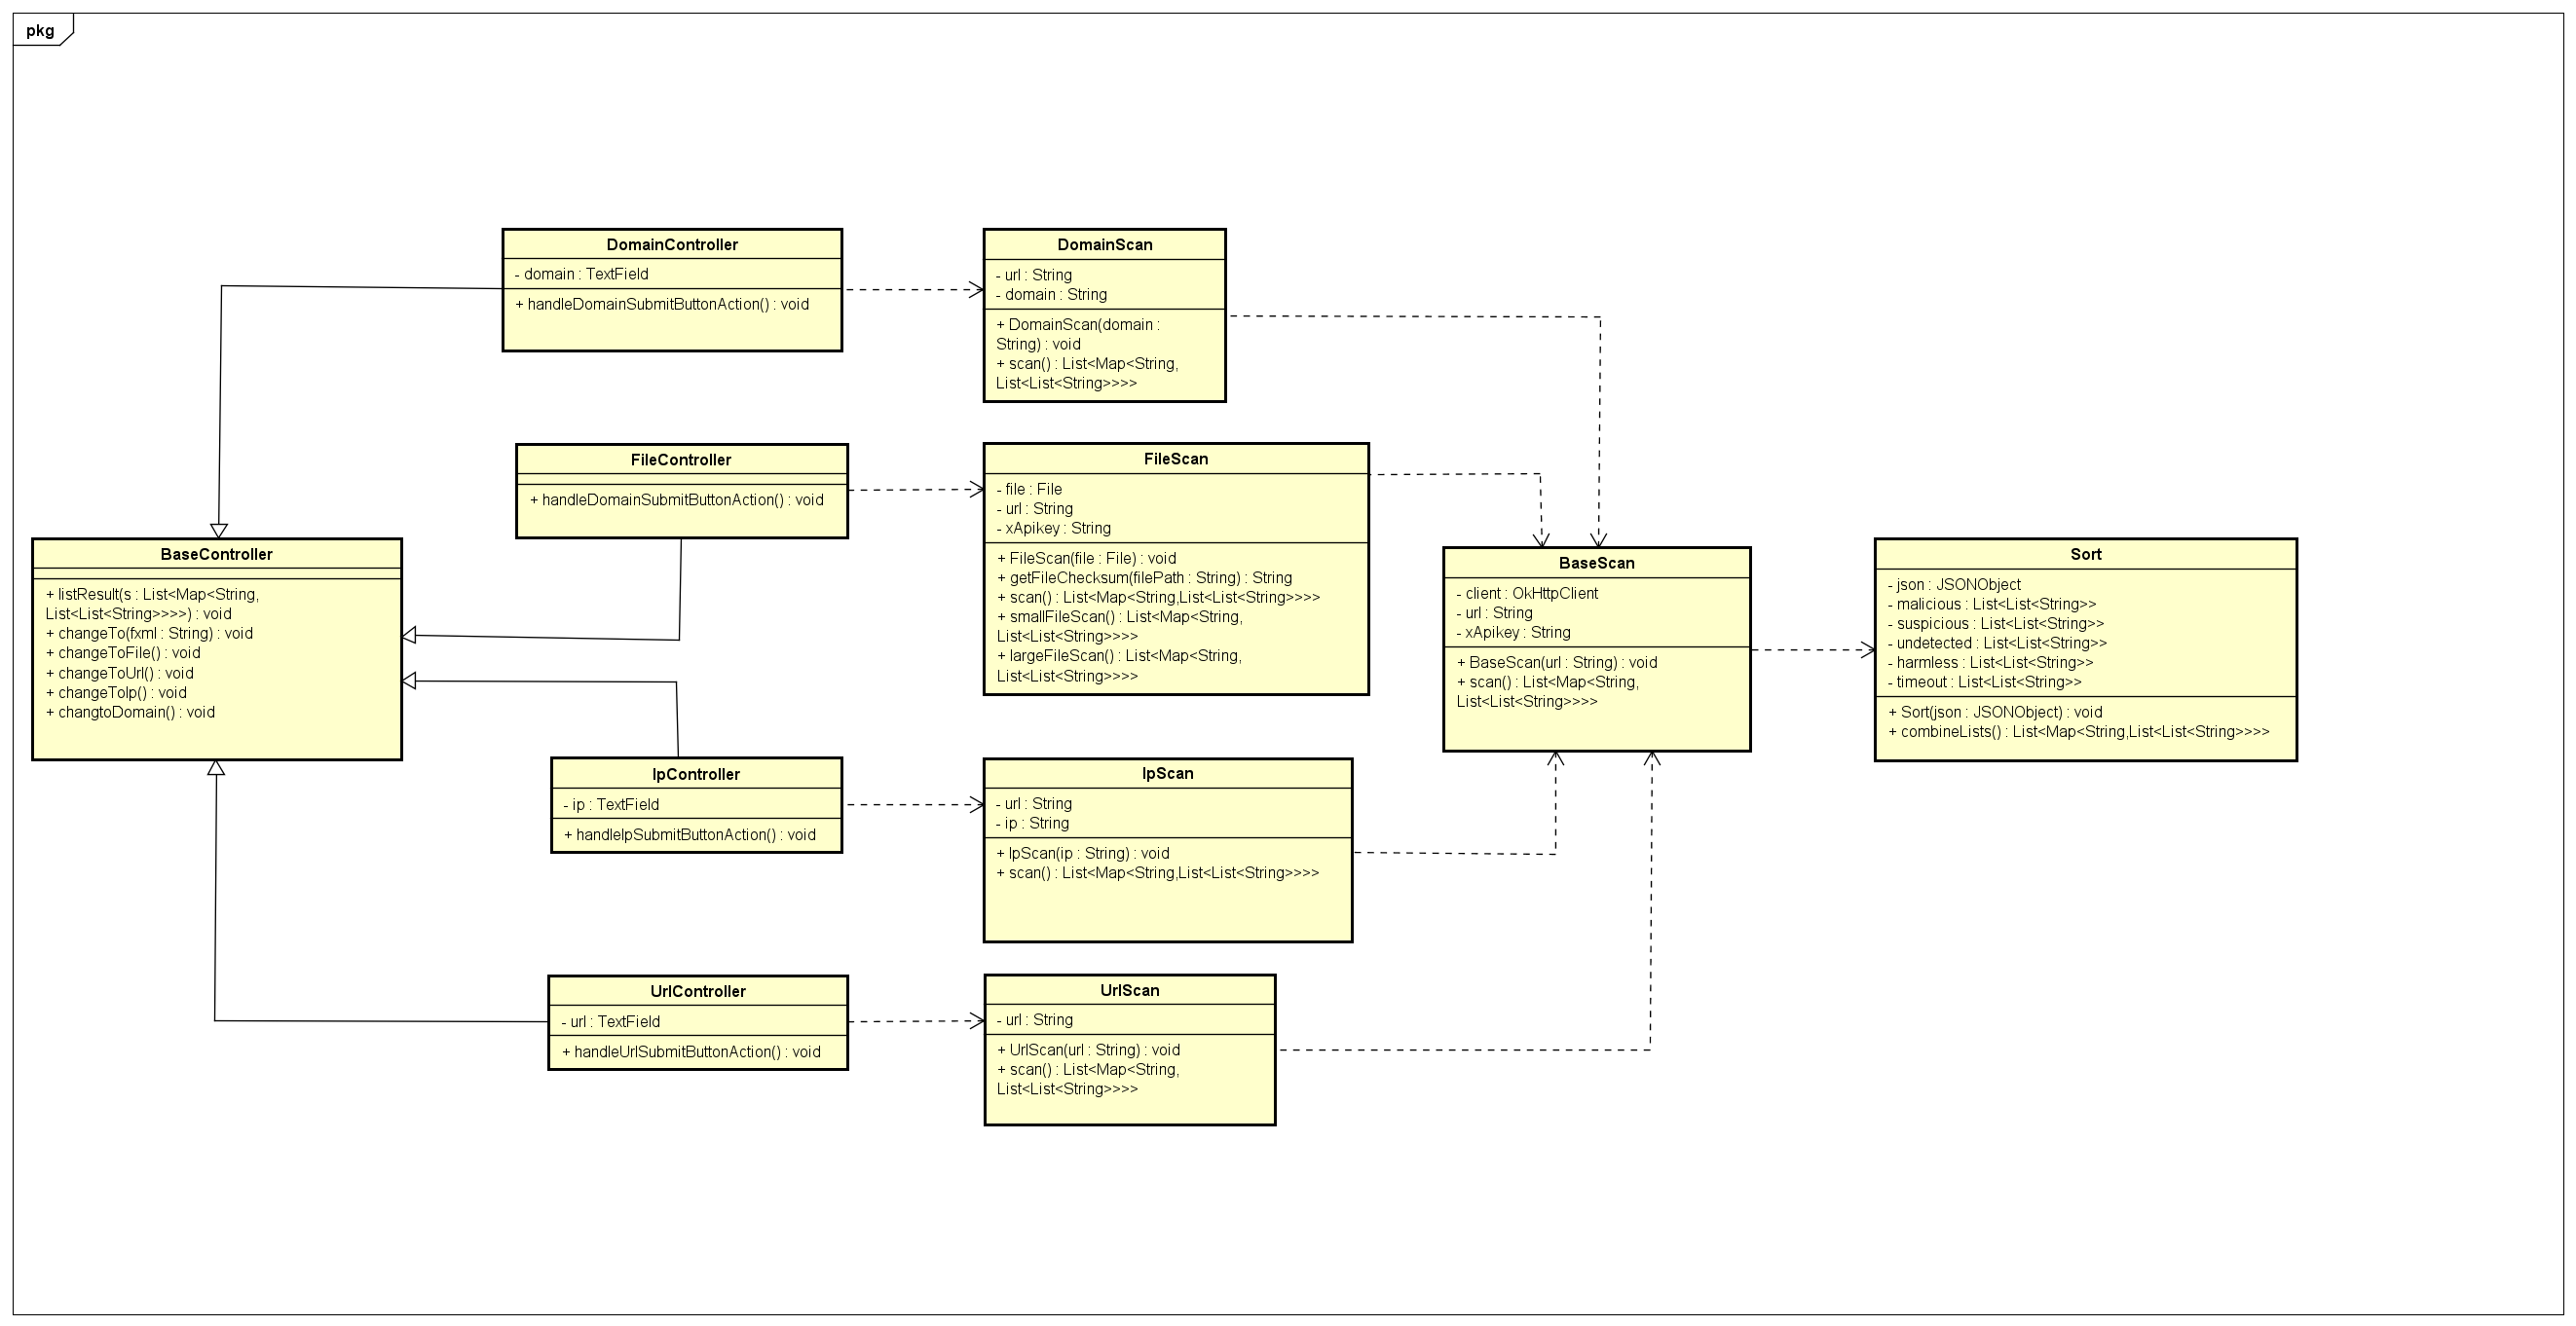 pkg
DomainController
- domain : TextField
+ handleDomainSubmitButtonAction() : void
DomainScan
- url : String
- domain : String
+ DomainScan(domain :
String) : void
+ scan() : List<Map<String,
List<List<String>>>>
FileController
+ handleDomainSubmitButtonAction() : void
FileScan
- file : File
- url : String
- xApikey : String
+ FileScan(file : File) : void
+ getFileChecksum(filePath : String) : String
+ scan() : List<Map<String,List<List<String>>>>
+ smallFileScan() : List<Map<String,
List<List<String>>>>
+ largeFileScan() : List<Map<String,
List<List<String>>>>
BaseController
+ listResult(s : List<Map<String,
List<List<String>>>>) : void
+ changeTo(fxml : String) : void
+ changeToFile() : void
+ changeToUrl() : void
+ changeToIp() : void
+ changtoDomain() : void
BaseScan
- client : OkHttpClient
- url : String
- xApikey : String
+ BaseScan(url : String) : void
+ scan() : List<Map<String,
List<List<String>>>>
Sort
- json : JSONObject
- malicious : List<List<String>>
- suspicious : List<List<String>>
- undetected : List<List<String>>
- harmless : List<List<String>>
- timeout : List<List<String>>
+ Sort(json : JSONObject) : void
+ combineLists() : List<Map<String,List<List<String>>>>
IpController
- ip : TextField
+ handleIpSubmitButtonAction() : void
IpScan
- url : String
- ip : String
+ IpScan(ip : String) : void
+ scan() : List<Map<String,List<List<String>>>>
UrlController
- url : TextField
+ handleUrlSubmitButtonAction() : void
UrlScan
- url : String
+ UrlScan(url : String) : void
+ scan() : List<Map<String,
List<List<String>>>>